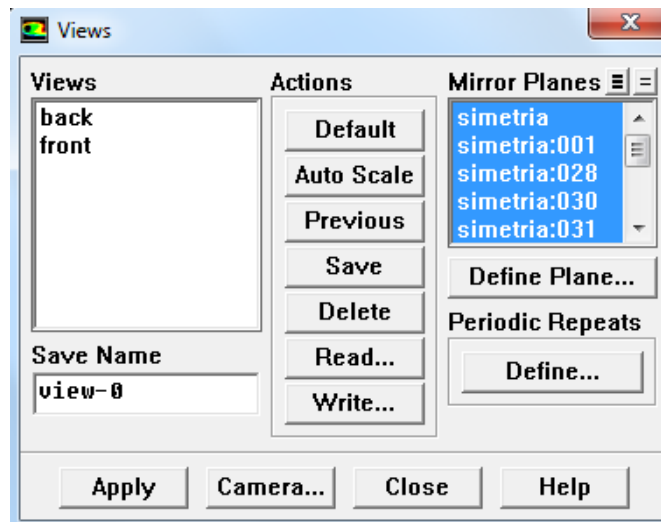 Views
Views
back
front
Save Name
view-0
Actions
Default
Auto Scale
Previous
Save
Delete
Read...
Write...
Mirror Planes
simetria
simetria:001
simetria:028
simetria:030
simetria:031
Define Plane...
Periodic Repeats
Define...
Apply
Camera...
Close
Help